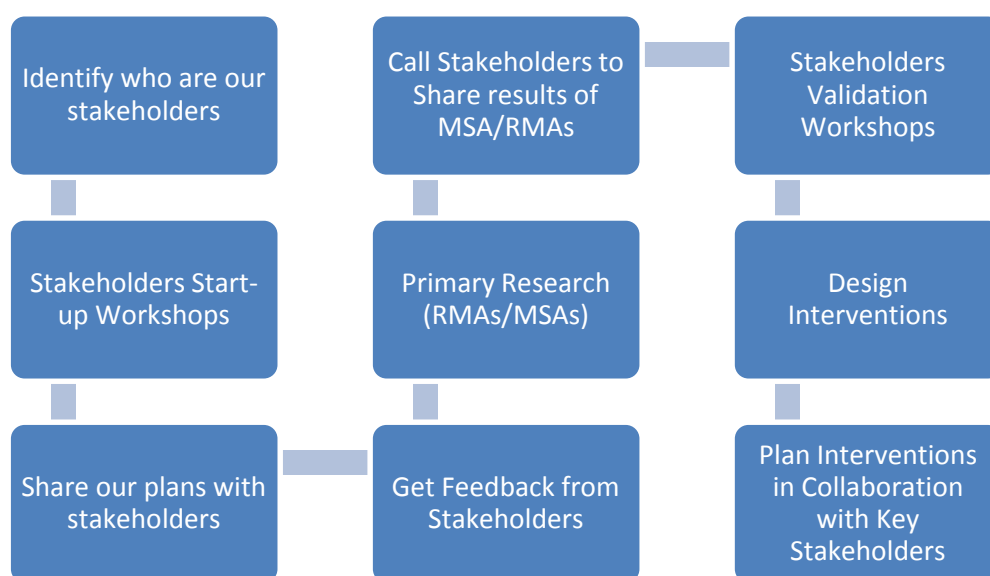 Identify who are our
stakeholders
Stakeholders Start-
up Workshops
Share our plans with
stakeholders
Get Feedback from
Stakeholders
Primary Research
(RMAs/MSAs)
Call Stakeholders to
Share results of
MSA/RMAs
Stakeholders
Validation
Workshops
Design
Interventions
Plan Interventions
in Collaboration
with Key
Stakeholders